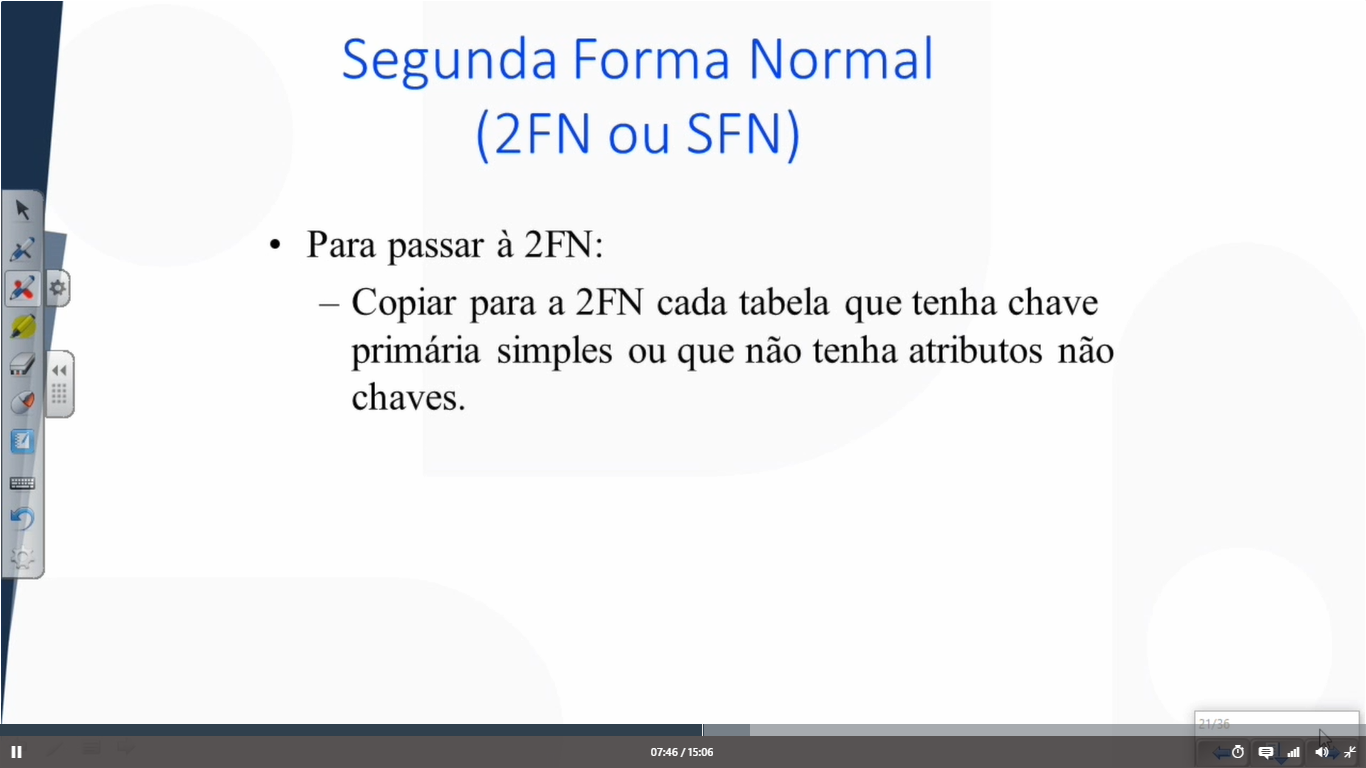 Segunda Forma Normal
(2FN ou SFN)
• Para passar à 2FN:
– Copiar para a 2FN cada tabela que tenha chave
primária simples ou que não tenha atributos não
chaves.
21/36
07:46 / 15:06